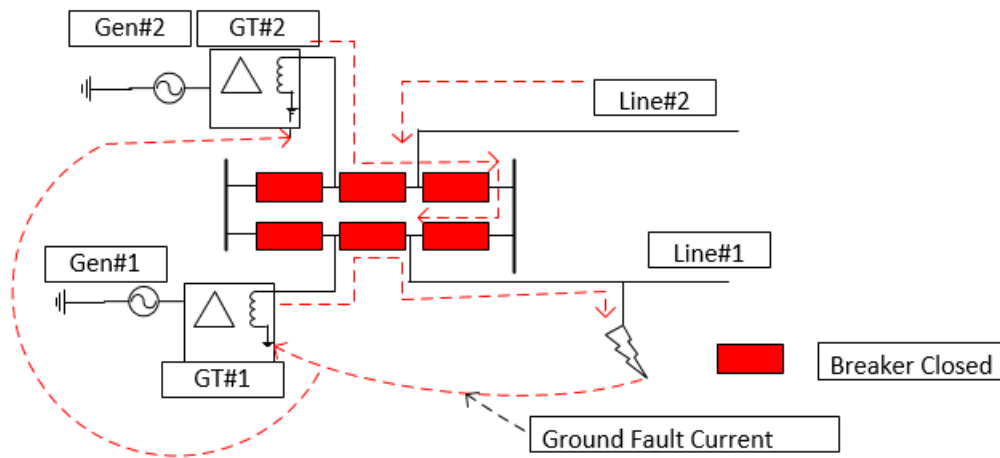 Gen#2
GT#2
Line#2
Gen#1
Line#1
GT#1
Breaker Closed
Ground Fault Current